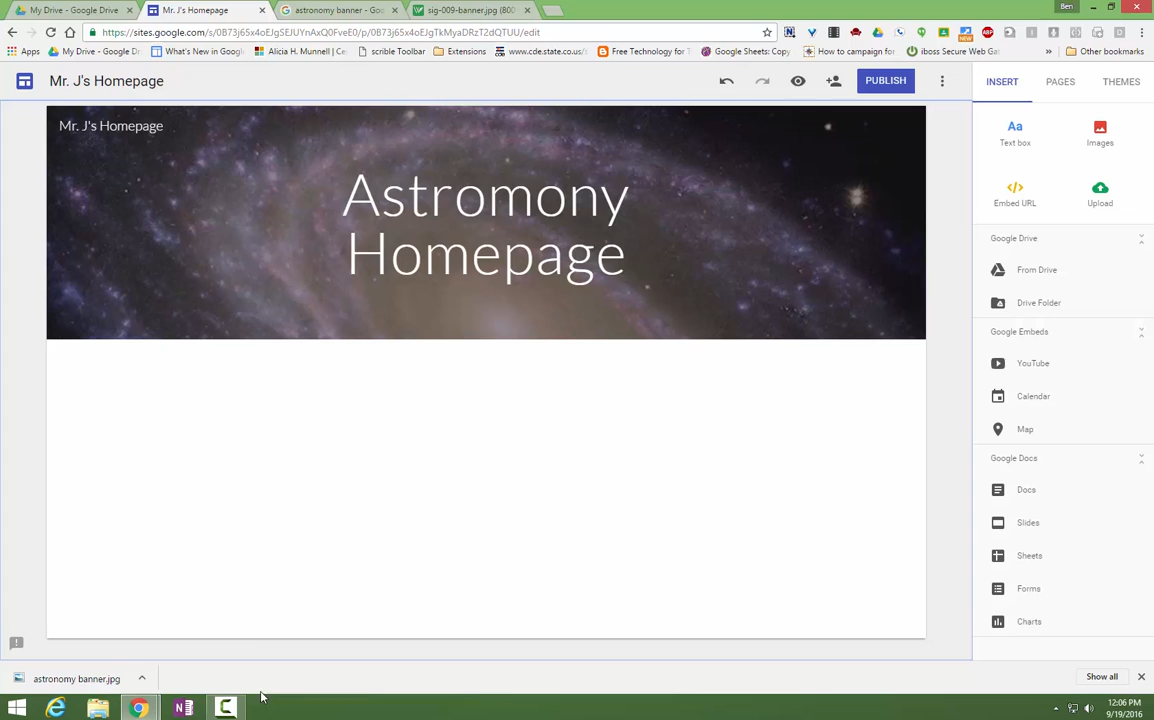 My Drive - Google Drive
Mr. J's Homepage
astronomy banner - Goo
sig-009-banner.jpg (800
Ben
https://sites.google.com/s/0B73j65x4oEJgSEJUYnAxQ0FveE0/p/0B73j65x4oEJgTkMyaDRzT2dQTUU/edit
Apps
My Drive - Google Dr
What's New in Google
Alicia H. Munnell | Ce
scrible Toolbar
Extensions
www.cde.state.co.us/
Free Technology for T
Google Sheets: Copy
How to campaign for
iboss Secure Web Gat
»
Other bookmarks
Mr. J's Homepage
PUBLISH
INSERT
PAGES
THEMES
Mr. J's Homepage
Astromony
Homepage
Aa
Text box
Images
Embed URL
Upload
Google Drive
From Drive
Drive Folder
Google Embeds
YouTube
Calendar
Map
Google Docs
Docs
Slides
Sheets
Forms
Charts
astronomy banner.jpg
Show all
12:06 PM
9/19/2016